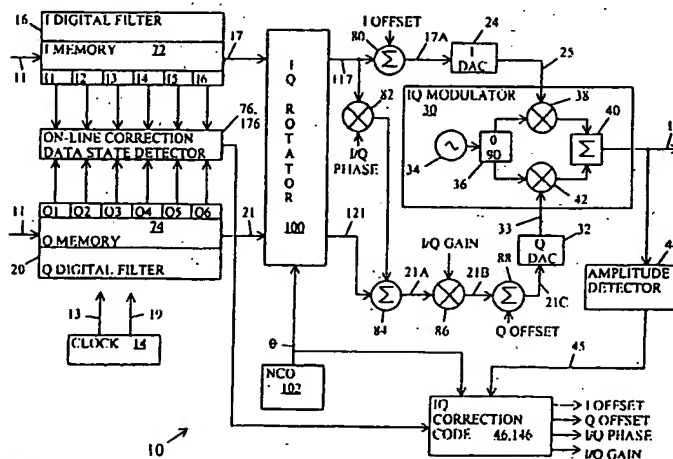 I OFFSET
24
16
I DIGITAL FILTER
80
17A
I MEMORY 22
17
I
DAC
25
11
I1 I2 I3 I4 I5 I6
117
76,
176
82
IQ MODULATOR
30
38
40
ON-LINE CORRECTION
DATA STATE DETECTOR
I/Q
PHASE
34
0
90
36
42
IQ ROTATOR
100
11
Q1 Q2 Q3 Q4 Q5 Q6
21
121
33
32
Q MEMORY 74
I/Q GAIN
Q
DAC
20
Q DIGITAL FILTER
21A
21B
88
21C
AMPLITUDE
DETECTOR
13
19
84
86
Q OFFSET
CLOCK 14
θ
45
NCO
102
IQ
CORRECTION
CODE 46,146
I OFFSET
Q OFFSET
I/Q PHASE
I/Q GAIN
10